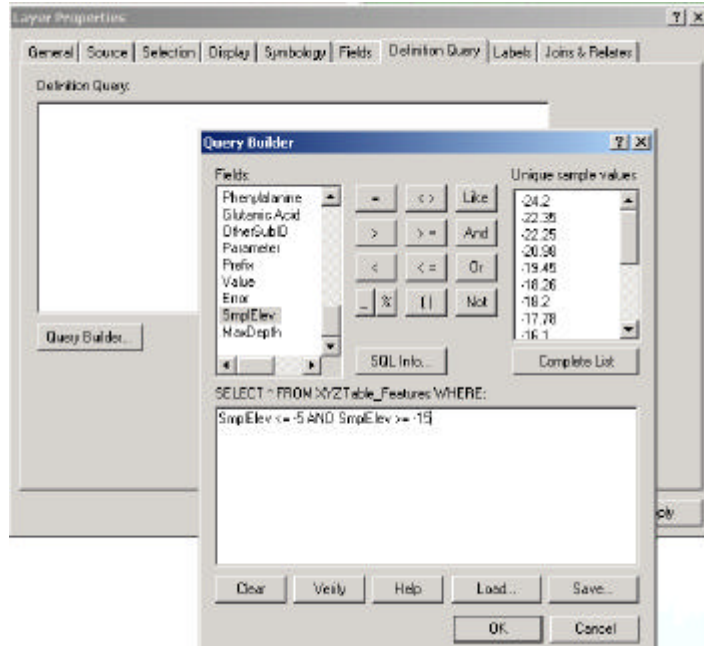 Layer Properties
General
Source
Selection
Display
Symbology
Fields
Definition Query
Labels
Joins & Relates
Definition Query:
Query Builder...
Query Builder
Fields:
Phenylalanine
Glutamic Acid
OtherSubID
Parameter
Prefix
Value
Error
SmplElev
MaxDepth
=
< >
Like
>
> =
And
<
< =
Or
_
%
( )
Not
SQL Info...
Unique sample values
-24.2
-22.35
-22.25
-20.98
-19.45
-18.26
-18.2
-17.78
-16.1
Complete List
SELECT * FROM XYZTable_Features WHERE:
SmplElev <= -5 AND SmplElev >= -15
Clear
Verify
Help
Load...
Save...
OK
Cancel